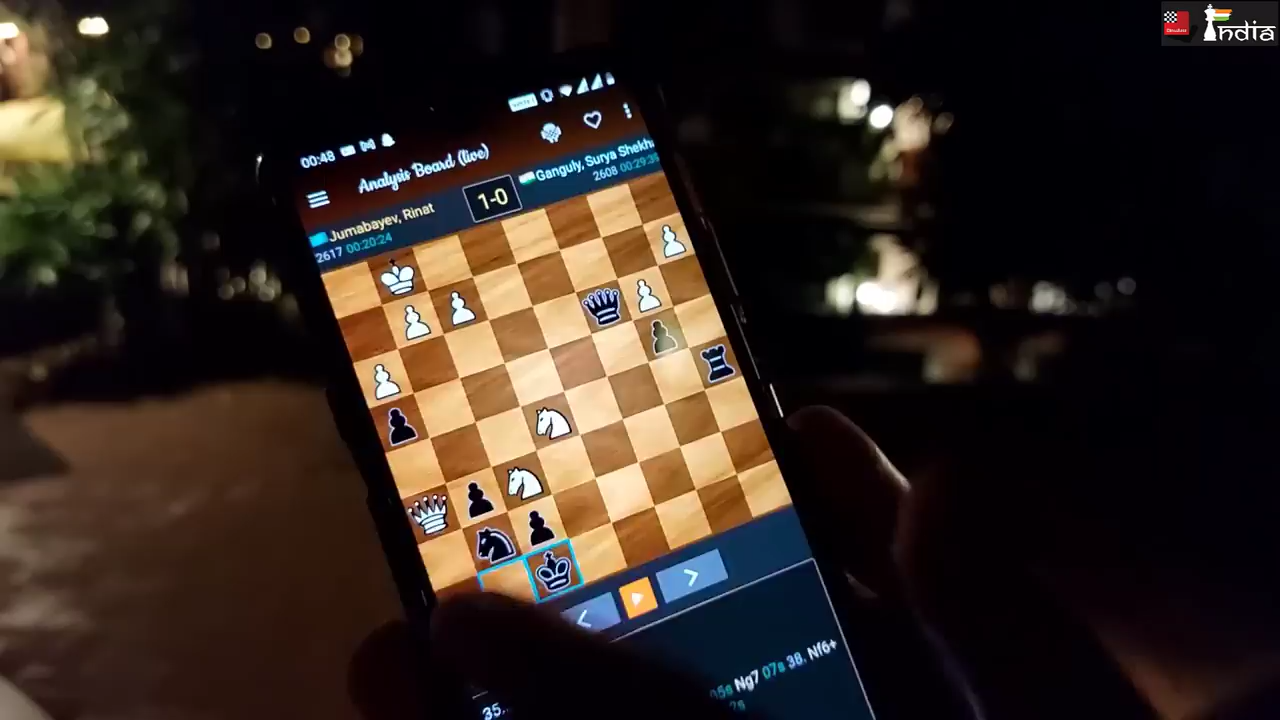 India
00:48
Analysis Board (live)
Jumabayev, Rinat
2617 00:20:24
1-0
Ganguly, Surya Shekh
2608 00:29:
Ng7 07s 38. Nf6+
35...